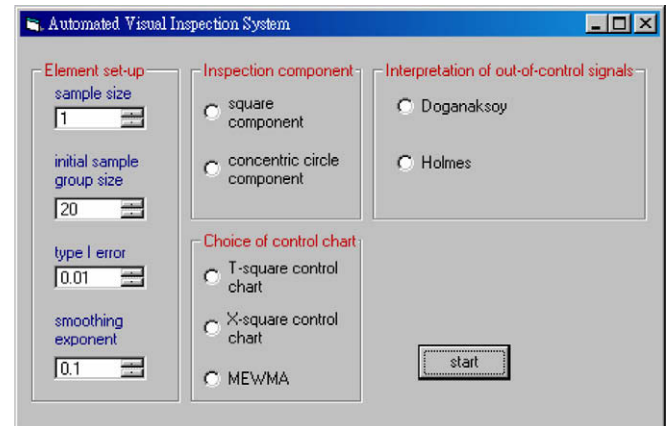 Automated Visual Inspection System
Element set-up
sample size
1
initial sample
group size
20
type I error
0.01
smoothing
exponent
0.1
Inspection component
square
component
concentric circle
component
Choice of control chart
T-square control
chart
X-square control
chart
MEWMA
Interpretation of out-of-control signals
Doganaksoy
Holmes
start